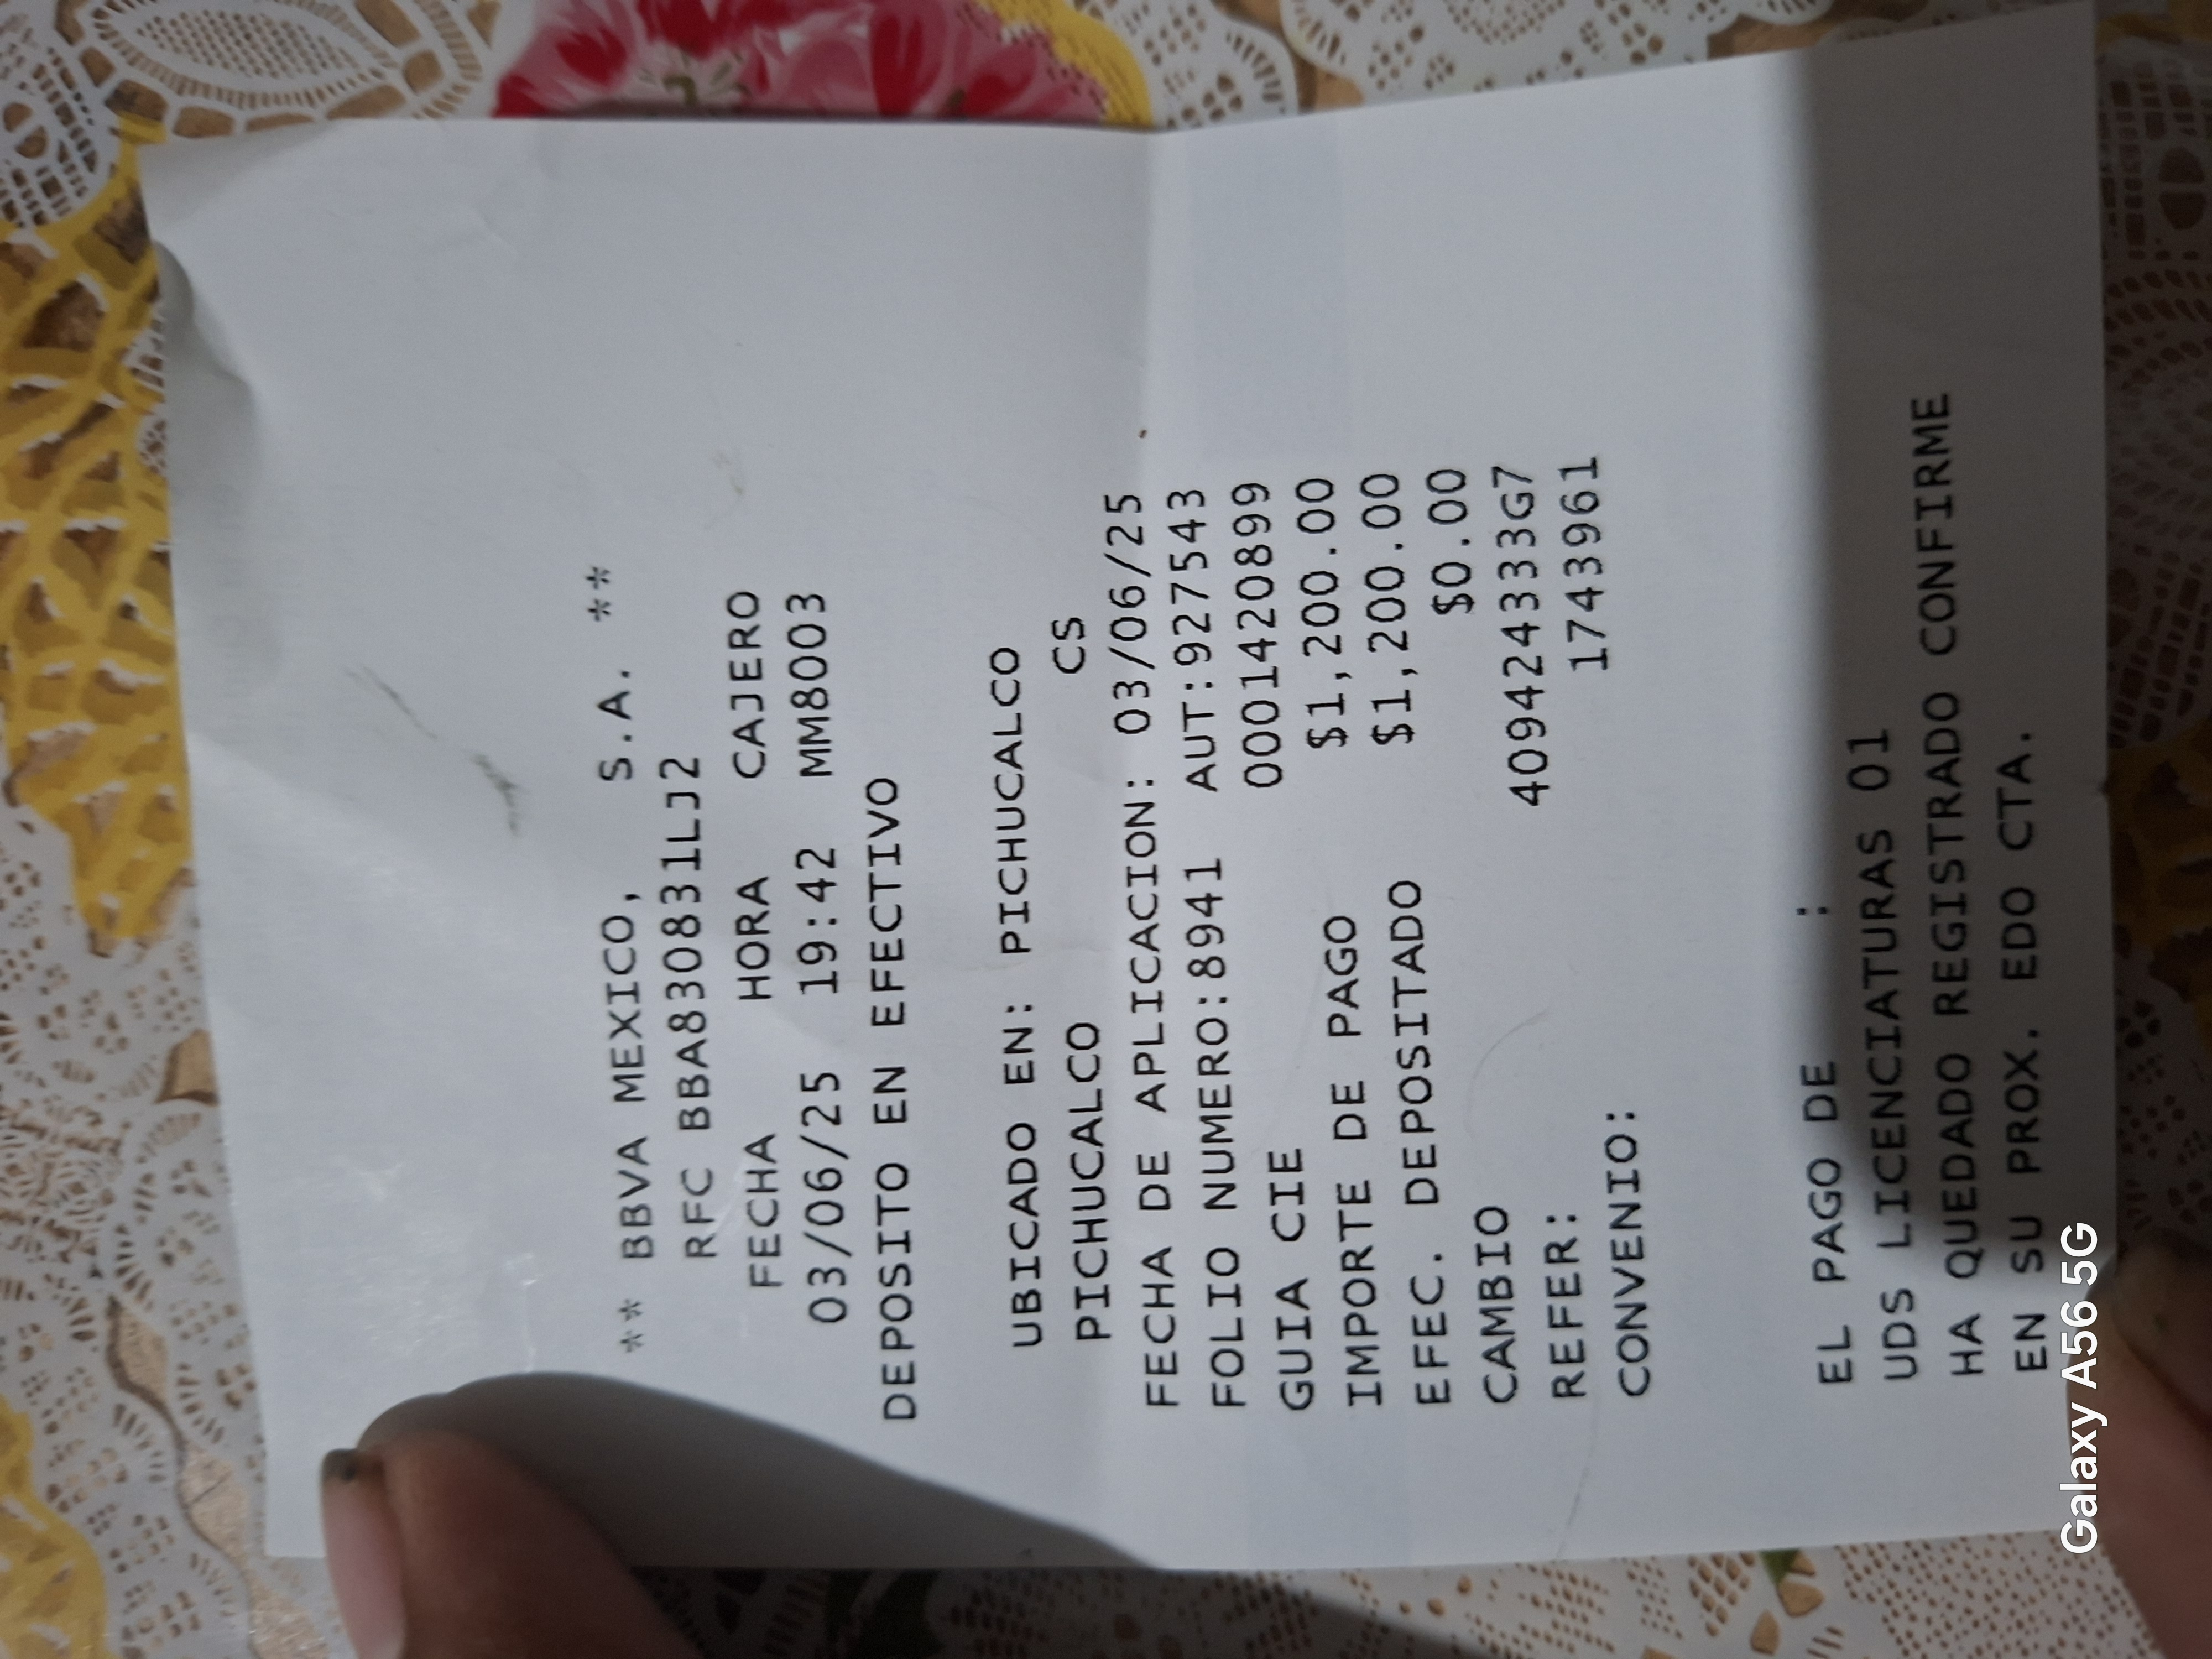 ** BBVA MEXICO, S.A. **
RFC BBA830831LJ2
FECHA HORA CAJERO
03/06/25 19:42 MM8003
DEPOSITO EN EFECTIVO
UBICADO EN: PICHUCALCO
PICHUCALCO CS
FECHA DE APLICACION: 03/06/25
FOLIO NUMERO:8941 AUT:927543
GUIA CIE 0001420899
IMPORTE DE PAGO $1,200.00
EFEC. DEPOSITADO $1,200.00
CAMBIO $0.00
REFER: 409424333G7
CONVENIO: 1743961
EL PAGO DE :
UDS LICENCIATURAS 01
HA QUEDADO REGISTRADO CONFIRME
EN SU PROX. EDO CTA.
Galaxy A56 5G